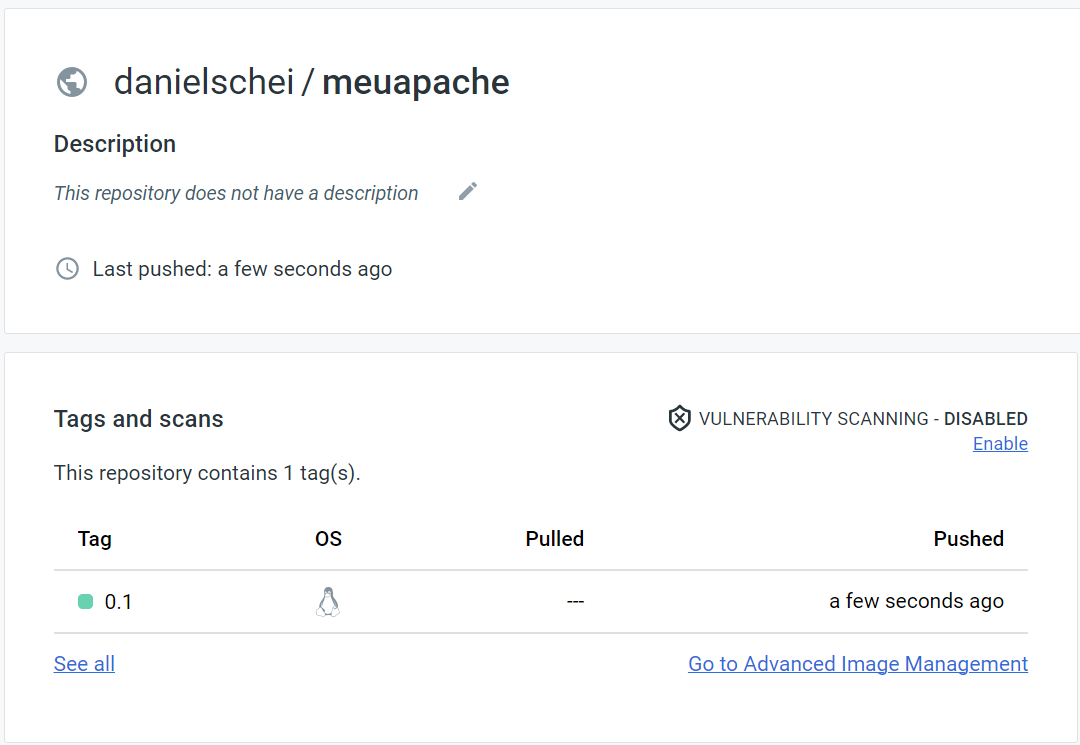 danielschei / meuapache
Description
This repository does not have a description
Last pushed: a few seconds ago
Tags and scans
VULNERABILITY SCANNING - DISABLED
Enable
This repository contains 1 tag(s).
Tag OS Pulled Pushed
0.1 --- a few seconds ago
See all Go to Advanced Image Management